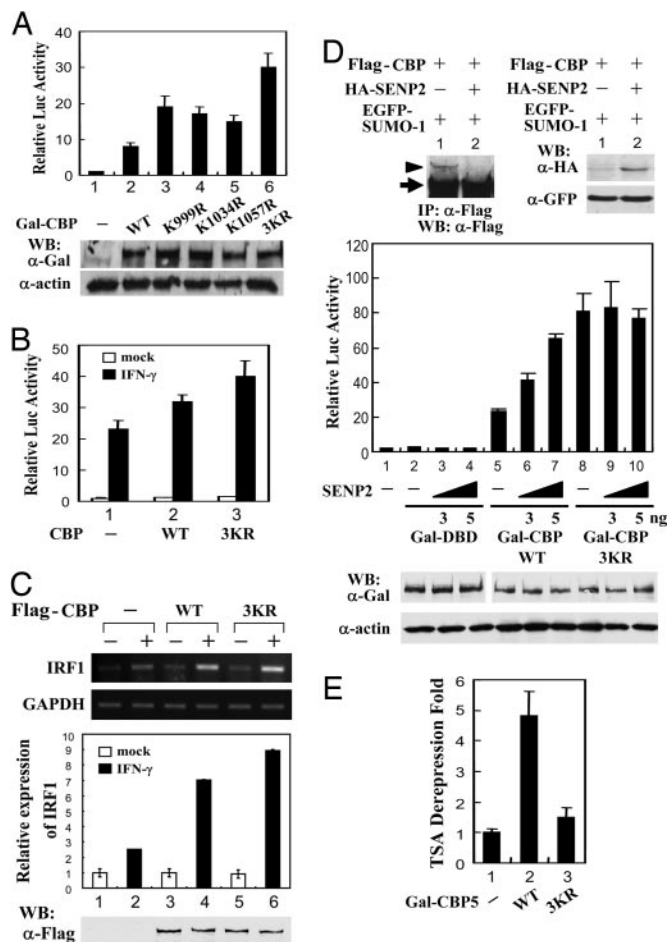 A
Relative Luc Activity
40
30
20
10
0
1 2 3 4 5 6
Gal-CBP – WT K999R K1034R K1057R 3KR
WB:
α-Gal
α-actin
B
Relative Luc Activity
50
40
30
20
10
0
mock
IFN-γ
1 2 3
CBP – WT 3KR
C
Flag-CBP – WT 3KR
– + – + – +
IRF1
GAPDH
Relative expression
of IRF1
10
9
8
7
6
5
4
3
2
1
0
mock
IFN-γ
1 2 3 4 5 6
WB:
α-Flag
D
Flag-CBP + +
HA-SENP2 – +
EGFP-
SUMO-1 + +
1 2
IP: α-Flag
WB: α-Flag
Flag-CBP + +
HA-SENP2 – +
EGFP-
SUMO-1 + +
1 2
WB:
α-HA
α-GFP
Relative Luc Activity
120
100
80
60
40
20
0
1 2 3 4 5 6 7 8 9 10
SENP2 – – – –
3 5 3 5 3 5 ng
Gal-DBD Gal-CBP Gal-CBP
WT 3KR
WB:
α-Gal
α-actin
E
TSA Derepression Fold
6
5
4
2
1
0
1 2 3
Gal-CBP5 – WT 3KR